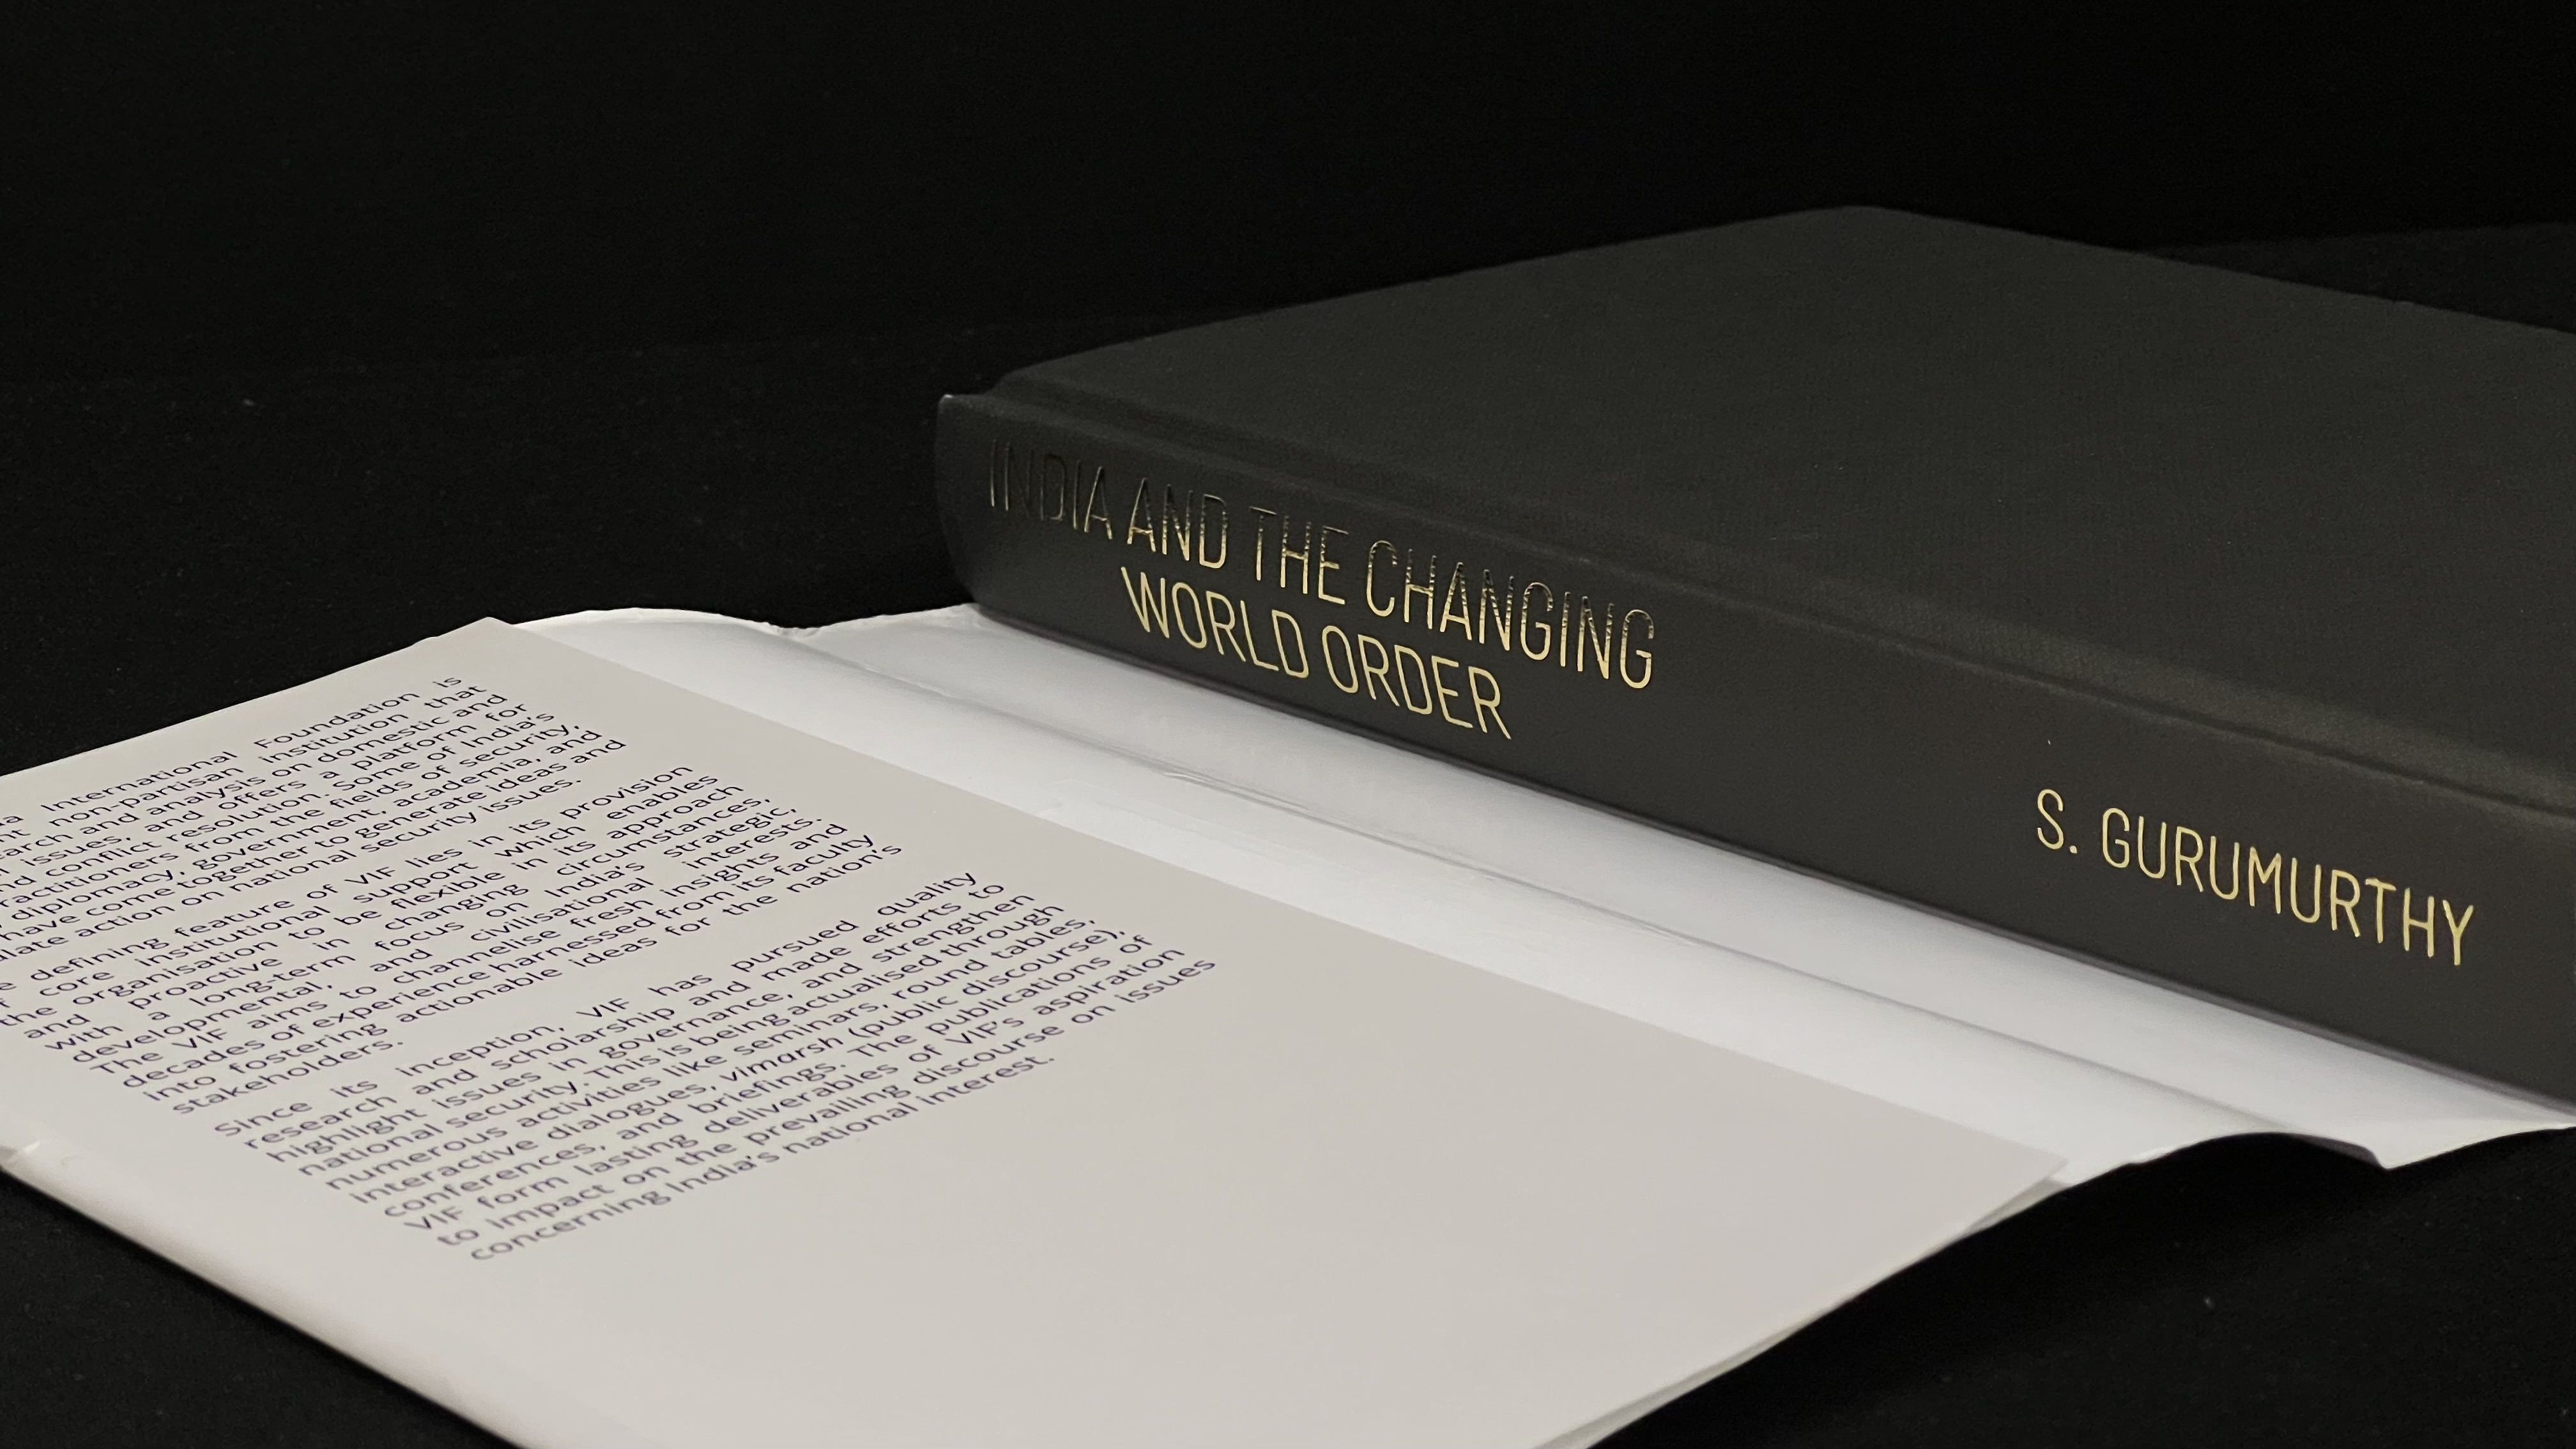 INDIA AND THE CHANGING
WORLD ORDER
S. GURUMURTHY
International Foundation is
non-partisan institution that
and analysis on domestic and
issues, and offers a platform for
conflict resolution. Some of India's
from the fields of security,
diplomacy, government, academia, and
have come together to generate ideas and
action on national security issues.
defining feature of VIF lies in its provision
core institutional support which enables
the organisation to be flexible in its approach
and proactive in changing circumstances,
with a long-term focus on India's strategic,
developmental, and civilisational interests.
The VIF aims to channelise fresh insights and
decades of experience harnessed from its faculty
into fostering actionable ideas for the nation's
stakeholders.
Since its inception, VIF has pursued quality
research and scholarship and made efforts to
highlight issues in governance, and strengthen
national security. This is being actualised through
numerous activities like seminars, round tables,
interactive dialogues, vimarsh (public discourse),
conferences, and briefings. The publications of
VIF form lasting deliverables of VIF's aspiration
to impact on the prevailing discourse on issues
concerning India's national interest.